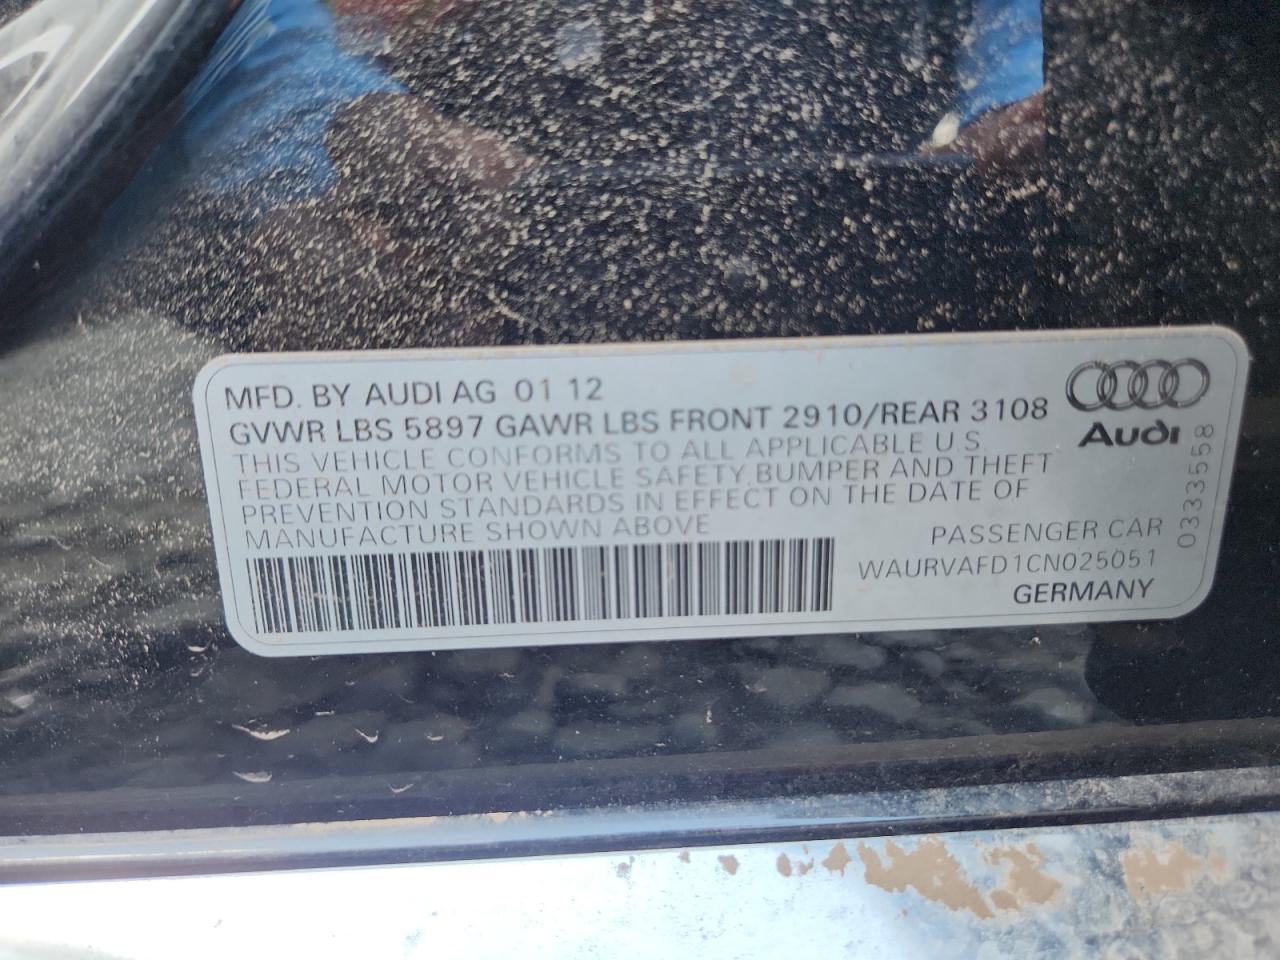 MFD. BY AUDI AG 01 12
GVWR LBS 5897 GAWR LBS FRONT 2910/REAR 3108
THIS VEHICLE CONFORMS TO ALL APPLICABLE U.S.
FEDERAL MOTOR VEHICLE SAFETY,BUMPER AND THEFT
PREVENTION STANDARDS IN EFFECT ON THE DATE OF
MANUFACTURE SHOWN ABOVE
Audi
0333558
PASSENGER CAR
WAURVAFD1CN025051
GERMANY